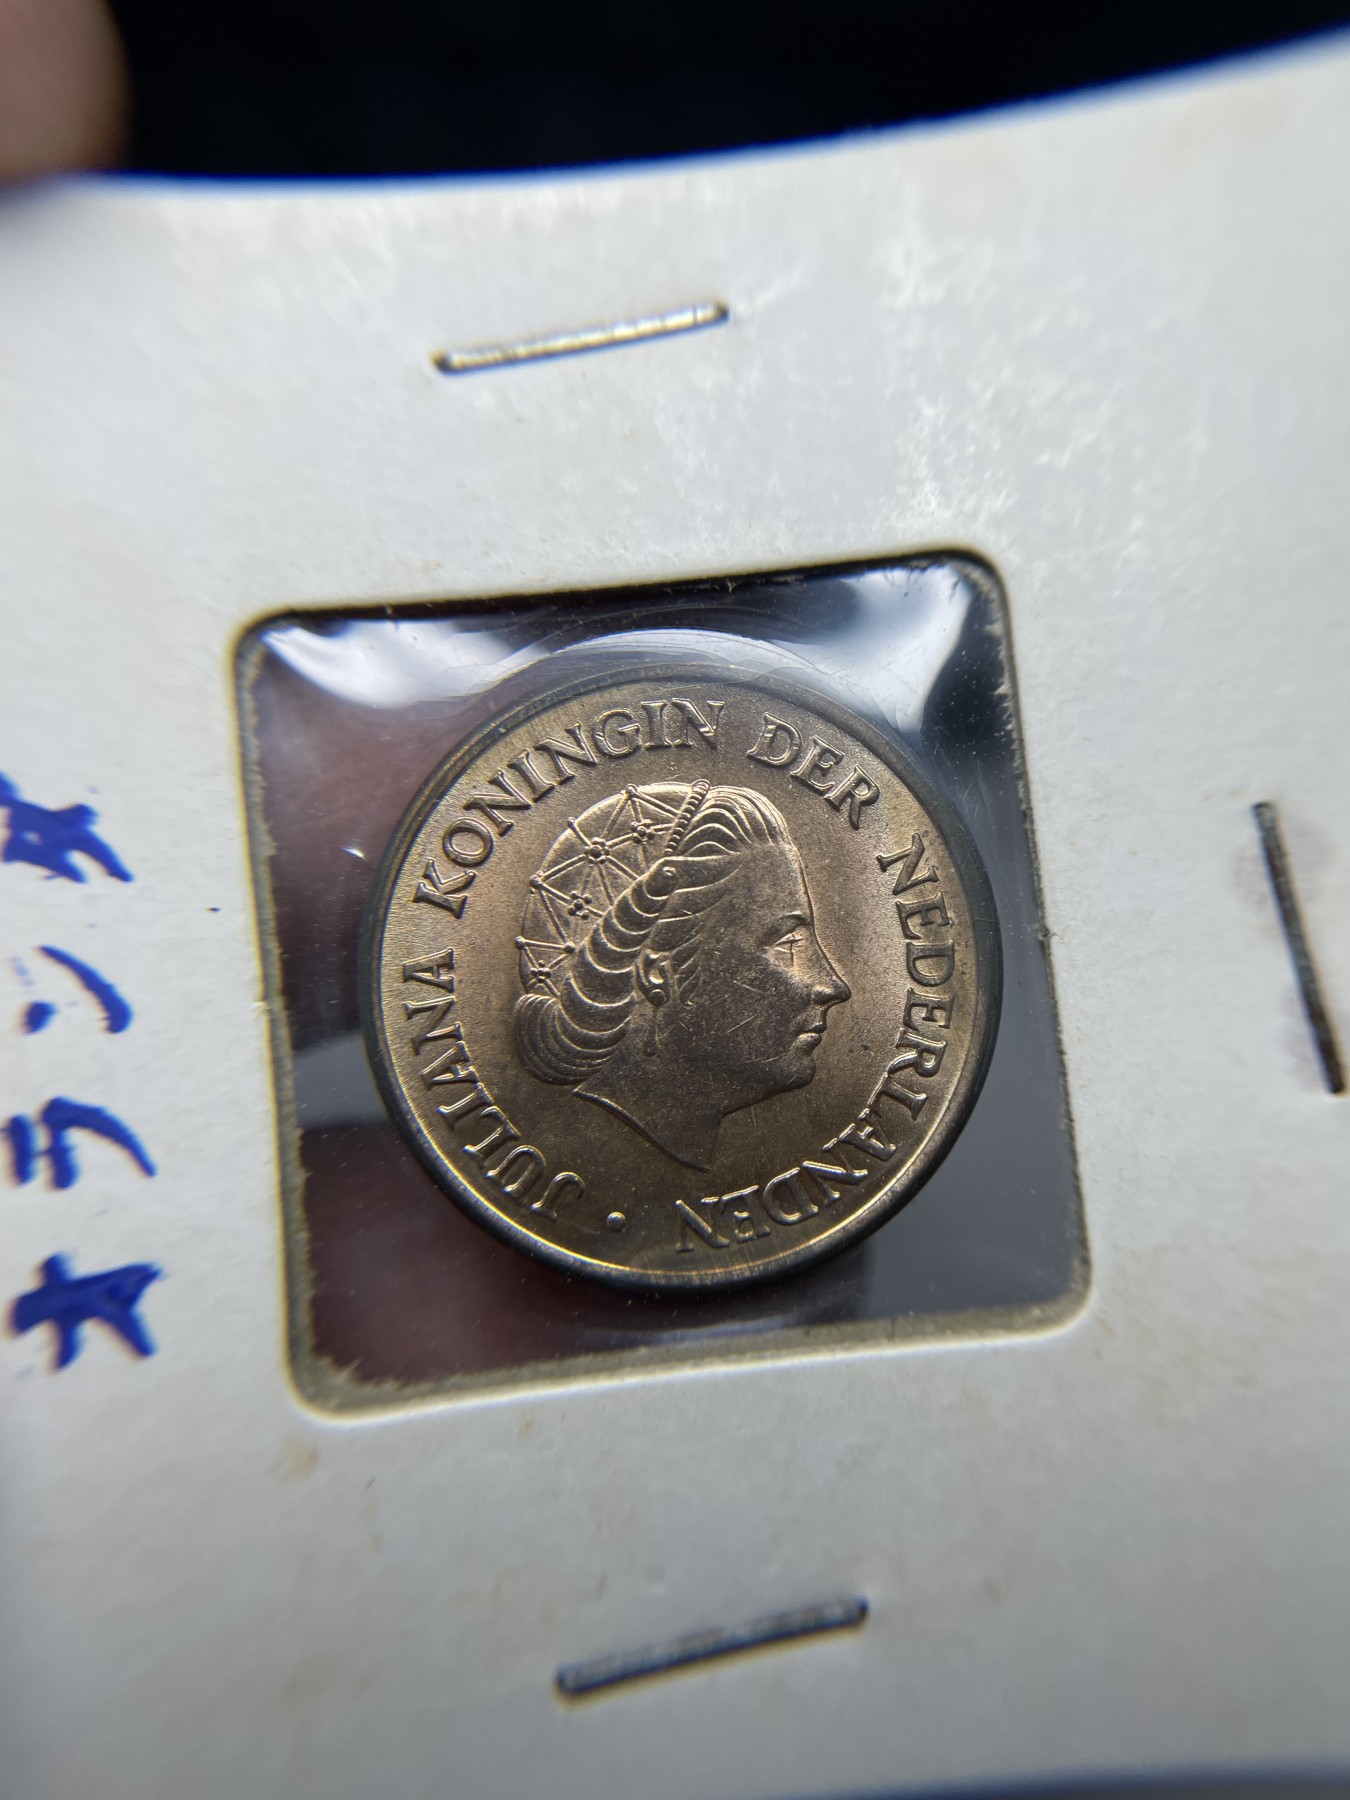 オランダ
JULIANA KONINGIN DER NEDERLANDEN •